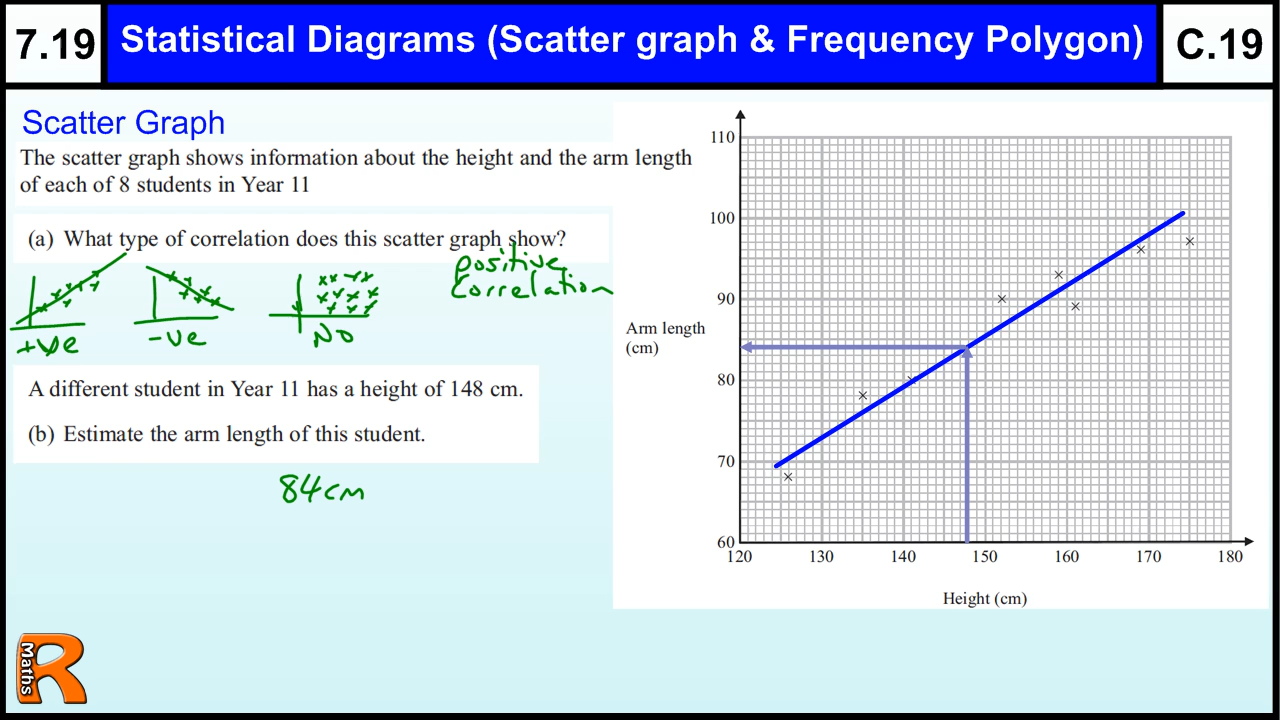 7.19
Statistical Diagrams (Scatter graph & Frequency Polygon)
C.19
Scatter Graph
The scatter graph shows information about the height and the arm length
of each of 8 students in Year 11
(a) What type of correlation does this scatter graph show?
positive
Correlation
+ve
-ve
NO
A different student in Year 11 has a height of 148 cm.
(b) Estimate the arm length of this student.
84cm
110
100
90
Arm length
(cm)
80
70
60
120 130 140 150 160 170 180
Height (cm)
R
Maths